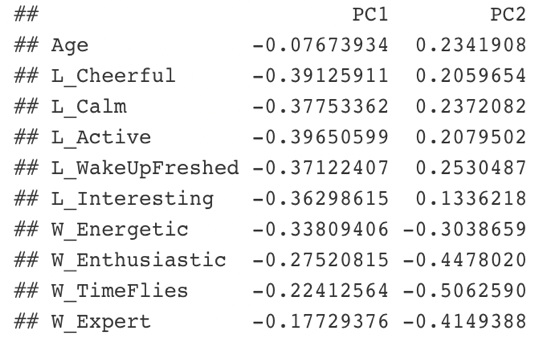 ##                         PC1        PC2
## Age            -0.07673934  0.2341908
## L_Cheerful     -0.39125911  0.2059654
## L_Calm         -0.37753362  0.2372082
## L_Active       -0.39650599  0.2079502
## L_WakeUpFreshed -0.37122407  0.2530487
## L_Interesting  -0.36298615  0.1336218
## W_Energetic    -0.33809406 -0.3038659
## W_Enthusiastic -0.27520815 -0.4478020
## W_TimeFlies    -0.22412564 -0.5062590
## W_Expert       -0.17729376 -0.4149388